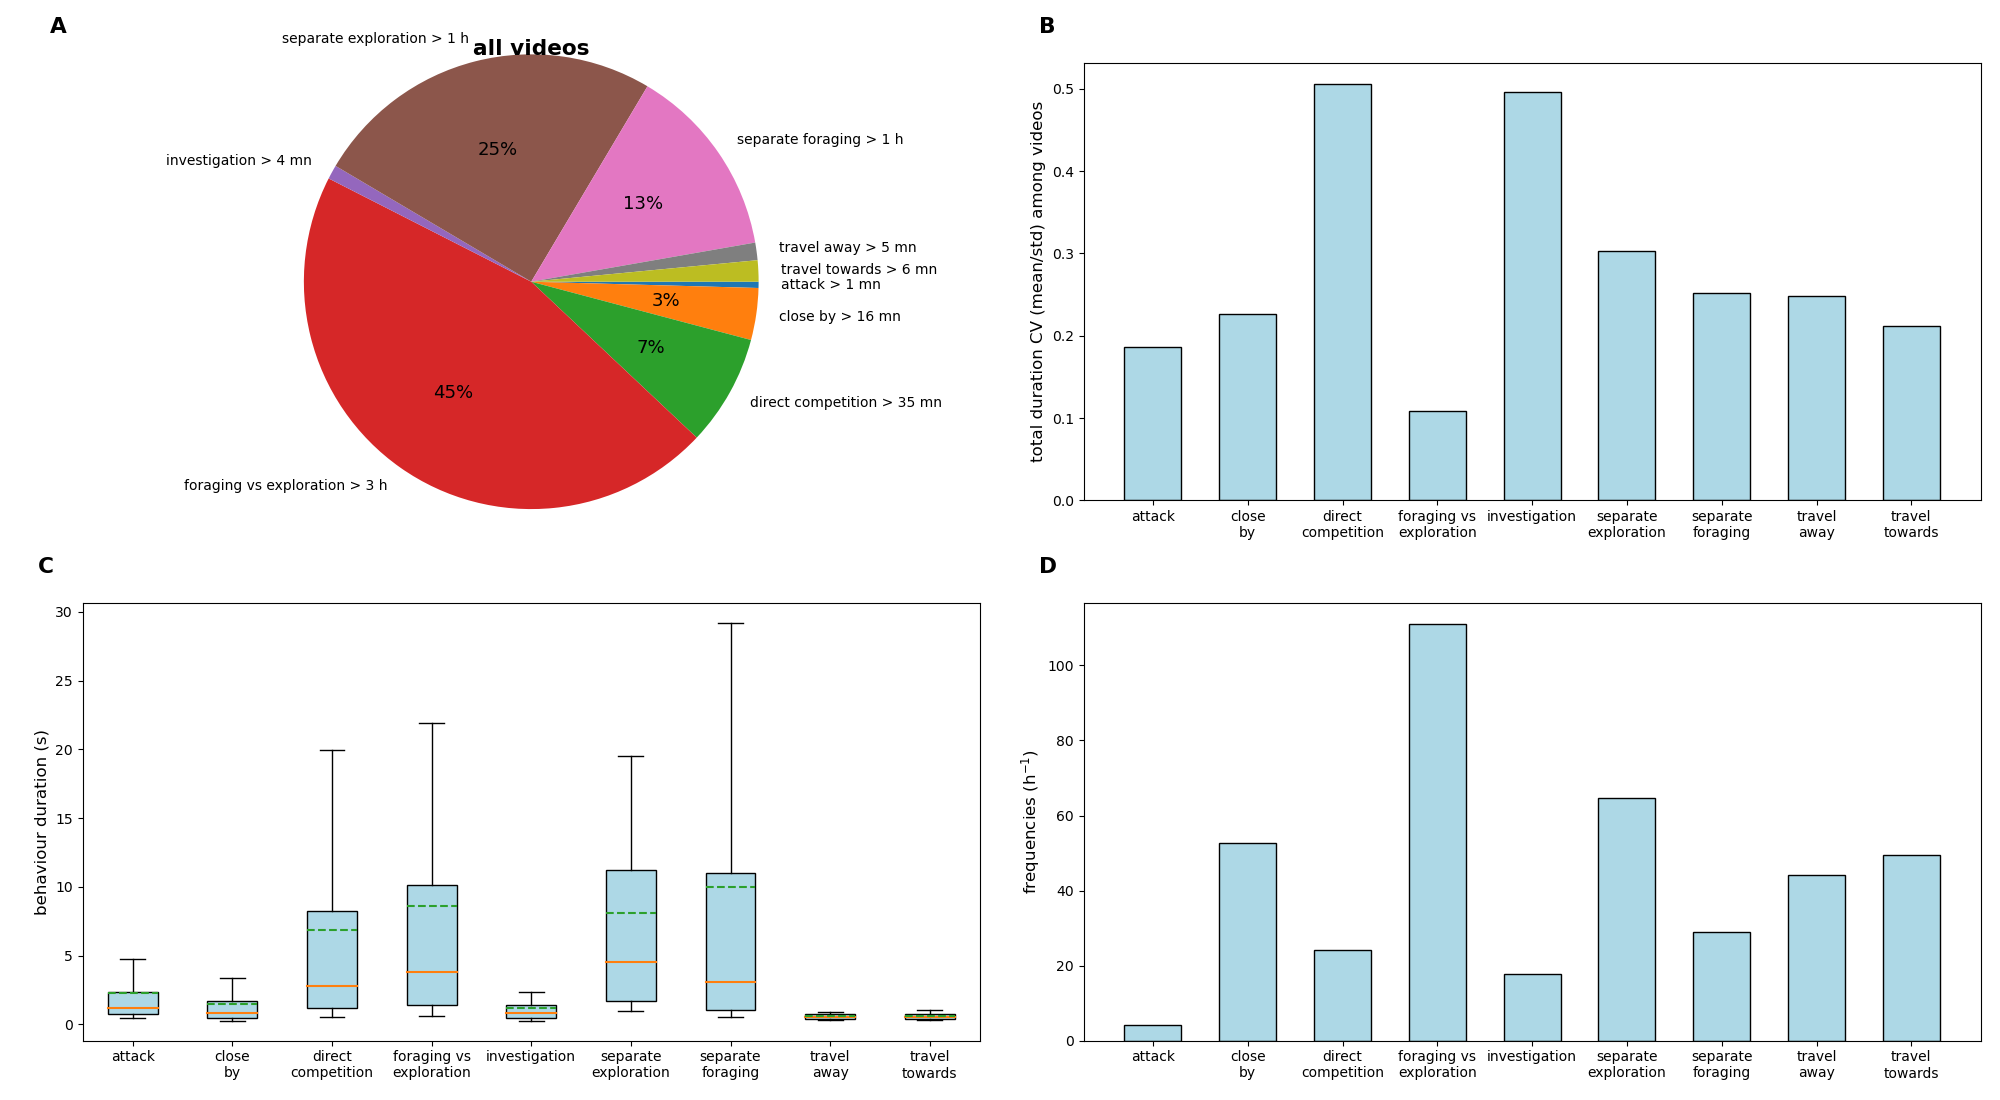 A
all videos
separate exploration > 1 h
separate foraging > 1 h
investigation > 4 mn
travel away > 5 mn
travel towards > 6 mn
attack > 1 mn
close by > 16 mn
direct competition > 35 mn
foraging vs exploration > 3 h
25%
13%
3%
7%
45%
B
total duration CV (mean/std) among videos
0.5
0.4
0.3
0.2
0.1
0.0
attack
close
by
direct
competition
foraging vs
exploration
investigation
separate
exploration
separate
foraging
travel
away
travel
towards
C
behaviour duration (s)
30
25
20
15
10
5
0
attack
close
by
direct
competition
foraging vs
exploration
investigation
separate
exploration
separate
foraging
travel
away
travel
towards
D
frequencies (h⁻¹)
100
80
60
40
20
0
attack
close
by
direct
competition
foraging vs
exploration
investigation
separate
exploration
separate
foraging
travel
away
travel
towards